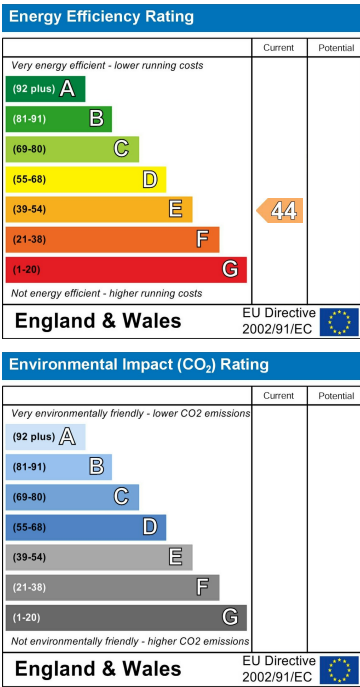 Energy Efficiency Rating
Current Potential
Very energy efficient - lower running costs
(92 plus) A
(81-91) B
(69-80) C
(55-68) D
(39-54) E 44
(21-38) F
(1-20) G
Not energy efficient - higher running costs
England & Wales EU Directive 2002/91/EC
Environmental Impact (CO2) Rating
Current Potential
Very environmentally friendly - lower CO2 emissions
(92 plus) A
(81-91) B
(69-80) C
(55-68) D
(39-54) E
(21-38) F
(1-20) G
Not environmentally friendly - higher CO2 emissions
England & Wales EU Directive 2002/91/EC